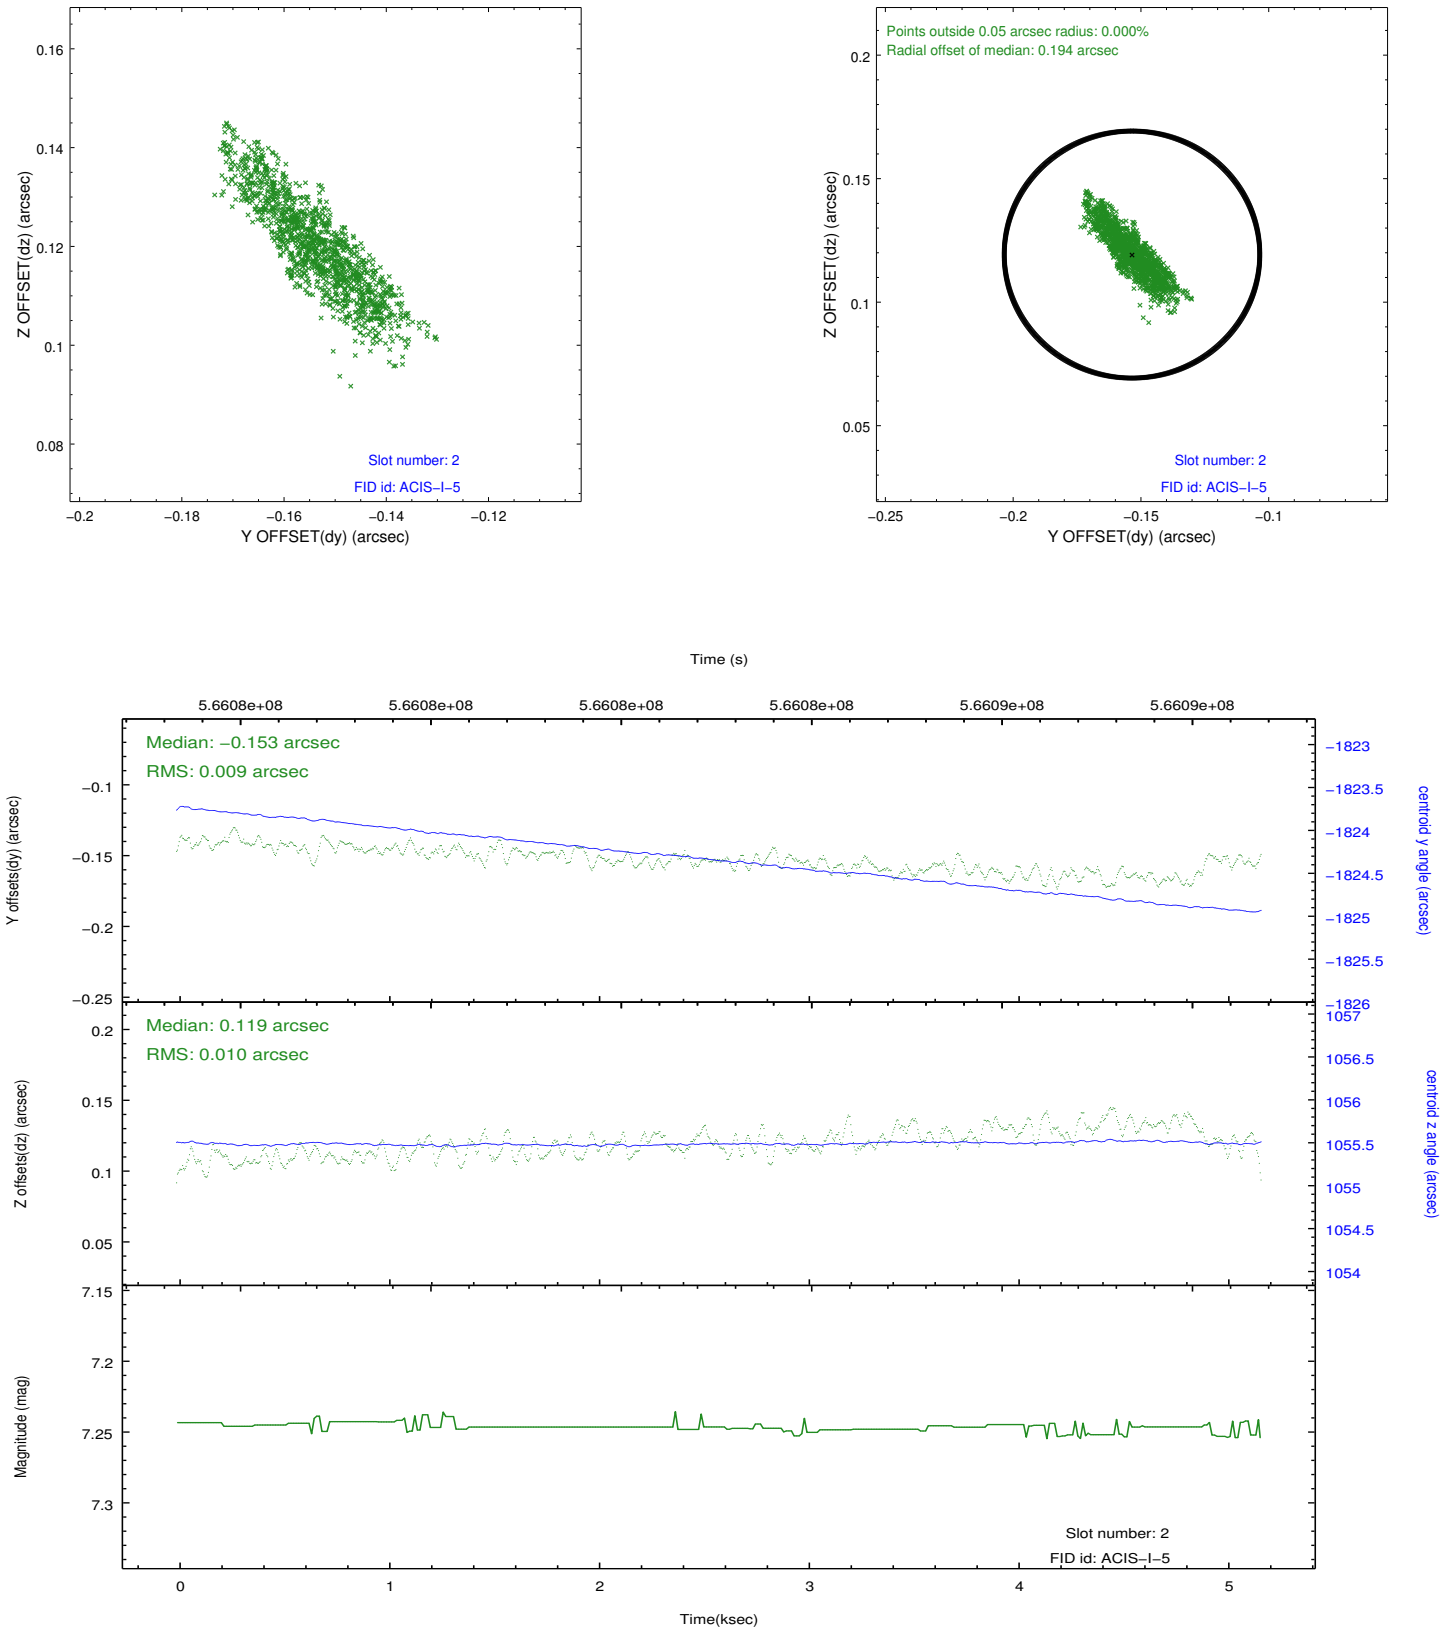 0.16
0.14
0.12
0.1
0.08
Z OFFSET(dz) (arcsec)
Slot number: 2
FID id: ACIS−I−5
−0.2
−0.18
−0.16
−0.14
−0.12
Y OFFSET(dy) (arcsec)
Points outside 0.05 arcsec radius: 0.000%
Radial offset of median: 0.194 arcsec
0.2
0.15
0.1
0.05
Z OFFSET(dz) (arcsec)
Slot number: 2
FID id: ACIS−I−5
−0.25
−0.2
−0.15
−0.1
Y OFFSET(dy) (arcsec)
Time (s)
5.6608e+08
5.6608e+08
5.6608e+08
5.6608e+08
5.6609e+08
5.6609e+08
Median: −0.153 arcsec
RMS: 0.009 arcsec
−0.1
−0.15
−0.2
−0.25
Y offsets(dy) (arcsec)
−1823
−1823.5
−1824
−1824.5
−1825
−1825.5
−1826
centroid y angle (arcsec)
Median: 0.119 arcsec
RMS: 0.010 arcsec
0.2
0.15
0.1
0.05
Z offsets(dz) (arcsec)
1057
1056.5
1056
1055.5
1055
1054.5
1054
centroid z angle (arcsec)
7.15
7.2
7.25
7.3
Magnitude (mag)
Slot number: 2
FID id: ACIS−I−5
0
1
2
3
4
5
Time(ksec)